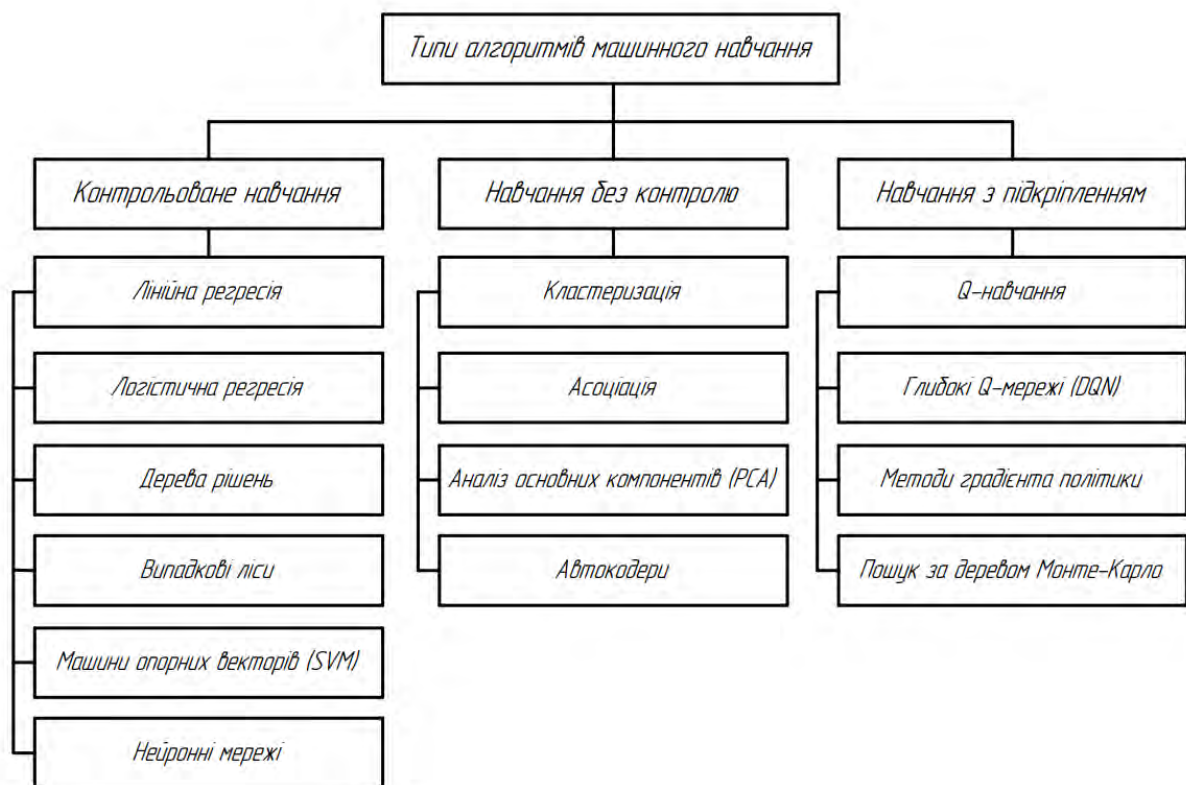 Типи алгоритмів машинного навчання
Контрольоване навчання
Лінійна регресія
Логістична регресія
Дерева рішень
Випадкові ліси
Машини опорних векторів (SVM)
Нейронні мережі
Навчання без контролю
Кластеризація
Асоціація
Аналіз основних компонентів (PCA)
Автокодери
Навчання з підкріпленням
Q-навчання
Глибокі Q-мережі (DQN)
Методи градієнта політики
Пошук за деревом Монте-Карло